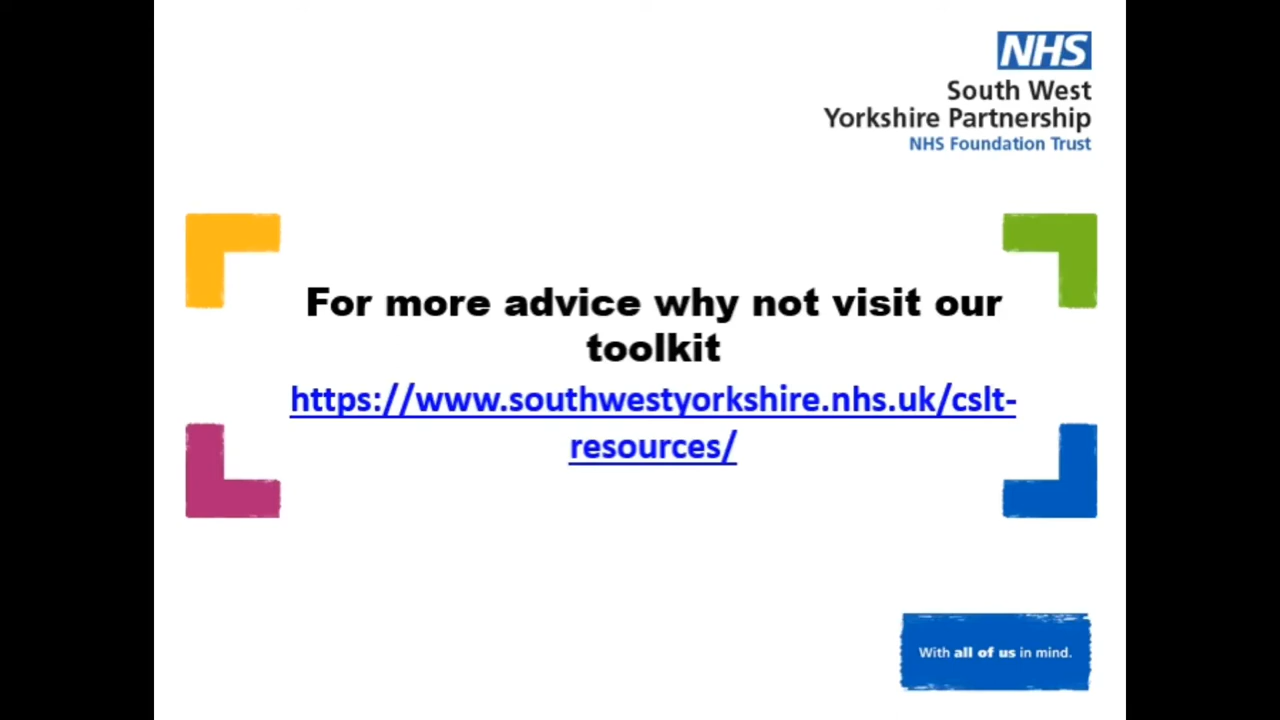 NHS
South West
Yorkshire Partnership
NHS Foundation Trust
For more advice why not visit our
toolkit
https://www.southwestyorkshire.nhs.uk/cslt-
resources/
With all of us in mind.